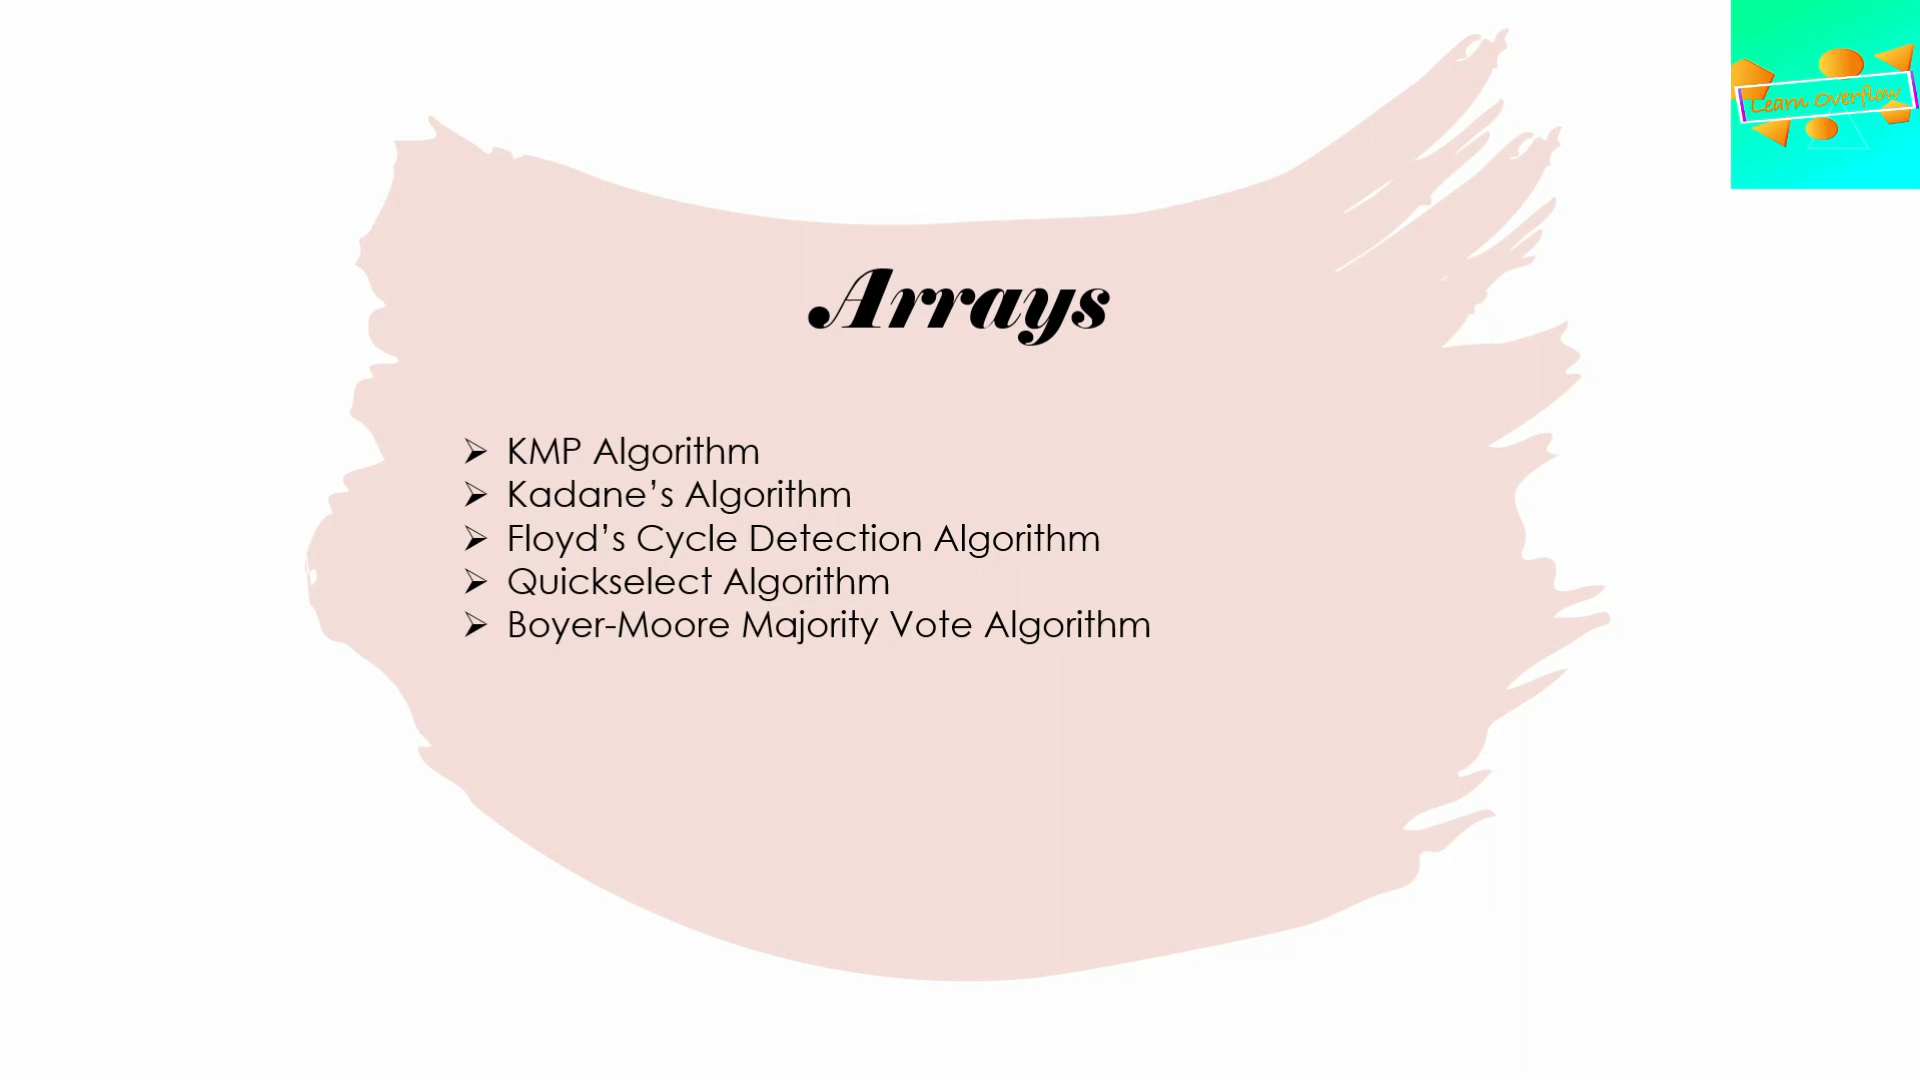 Learn Overflow
Arrays
➢ KMP Algorithm
➢ Kadane’s Algorithm
➢ Floyd’s Cycle Detection Algorithm
➢ Quickselect Algorithm
➢ Boyer-Moore Majority Vote Algorithm